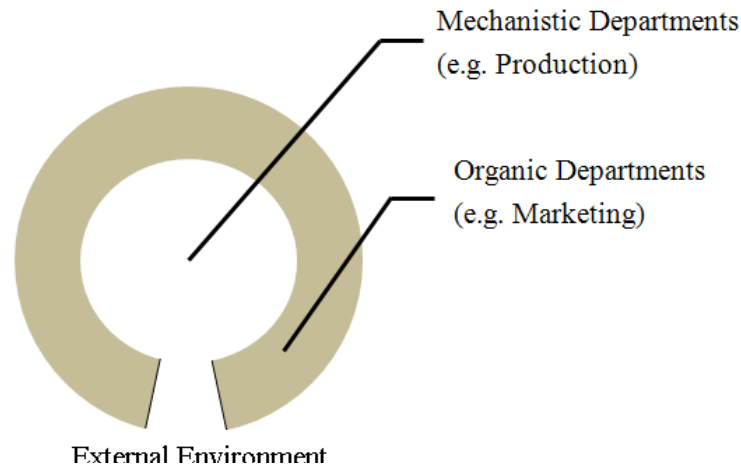 Mechanistic Departments
(e.g. Production)
Organic Departments
(e.g. Marketing)
External Environment